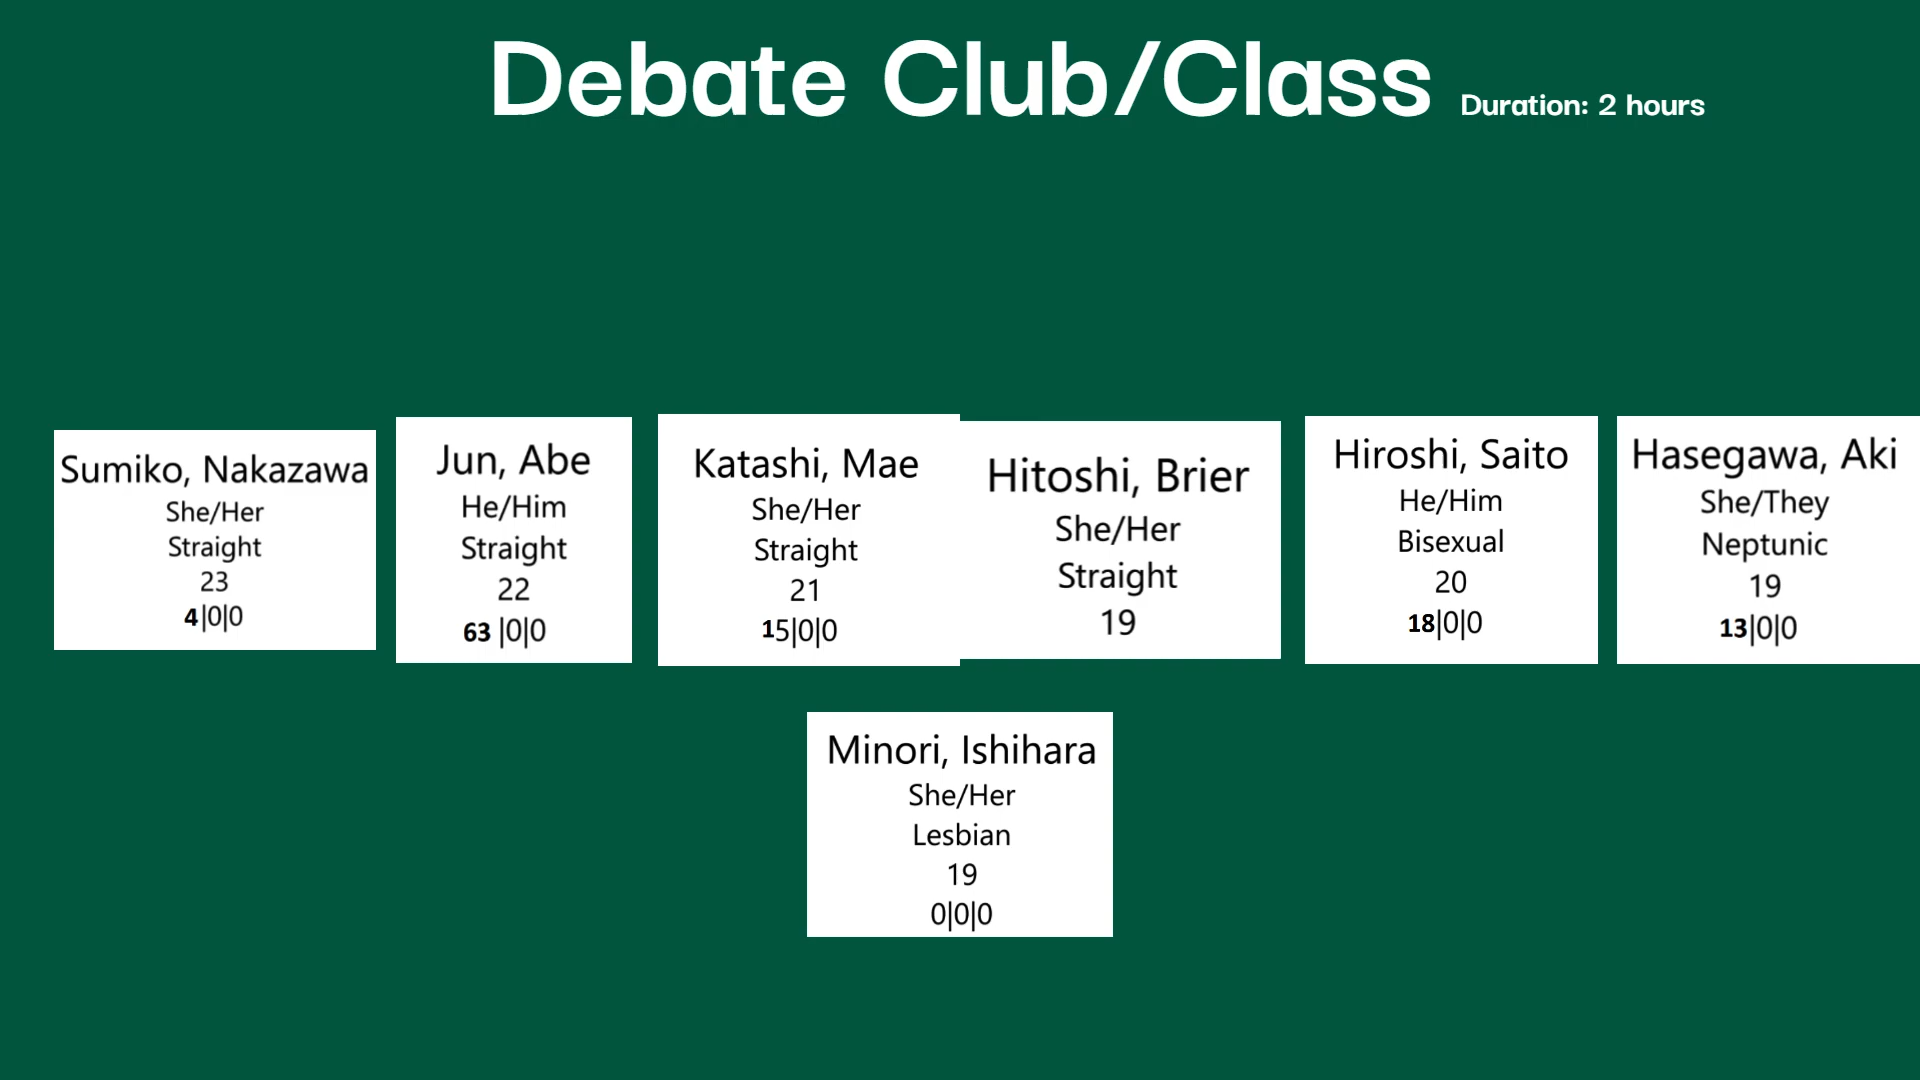 Debate Club/Class Duration: 2 hours
Sumiko, Nakazawa
She/Her
Straight
23
4|0|0
Jun, Abe
He/Him
Straight
22
63 |0|0
Katashi, Mae
She/Her
Straight
21
15|0|0
Hitoshi, Brier
She/Her
Straight
19
Hiroshi, Saito
He/Him
Bisexual
20
18|0|0
Hasegawa, Aki
She/They
Neptunic
19
13|0|0
Minori, Ishihara
She/Her
Lesbian
19
0|0|0